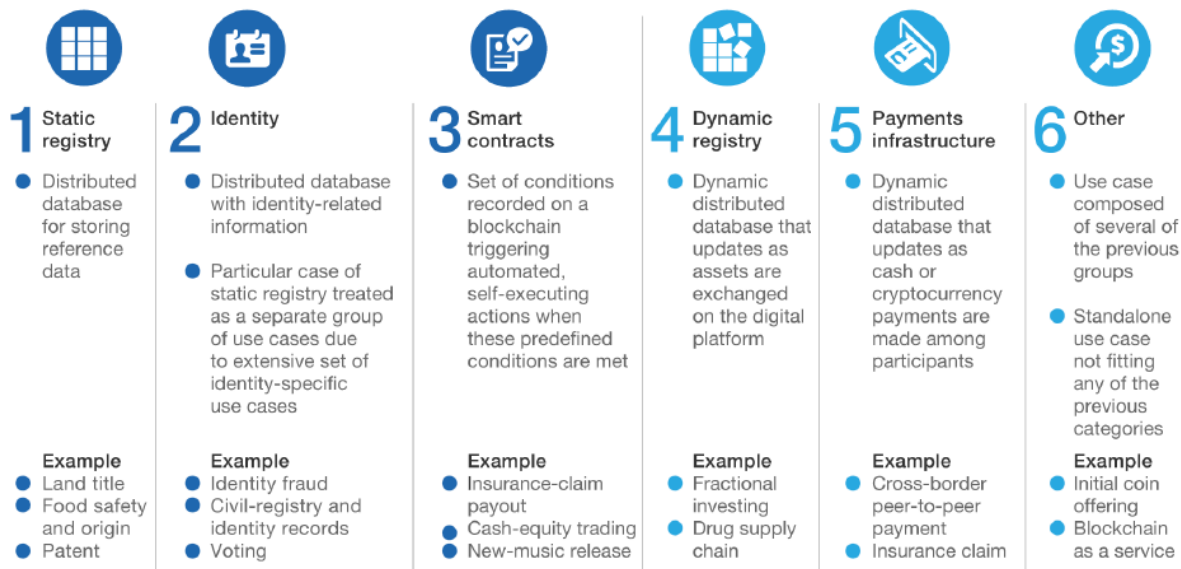 1 Static
registry
Distributed
database
for storing
reference
data
Example
Land title
Food safety
and origin
Patent
2 Identity
Distributed database
with identity-related
information
Particular case of
static registry treated
as a separate group
of use cases due
to extensive set of
identity-specific
use cases
Example
Identity fraud
Civil-registry and
identity records
Voting
3 Smart
contracts
Set of conditions
recorded on a
blockchain
triggering
automated,
self-executing
actions when
these predefined
conditions are met
Example
Insurance-claim
payout
Cash-equity trading
New-music release
4 Dynamic
registry
Dynamic
distributed
database that
updates as
assets are
exchanged
on the digital
platform
Example
Fractional
investing
Drug supply
chain
5 Payments
infrastructure
Dynamic
distributed
database that
updates as
cash or
cryptocurrency
payments are
made among
participants
Example
Cross-border
peer-to-peer
payment
Insurance claim
$
6 Other
Use case
composed
of several of
the previous
groups
Standalone
use case
not fitting
any of the
previous
categories
Example
Initial coin
offering
Blockchain
as a service